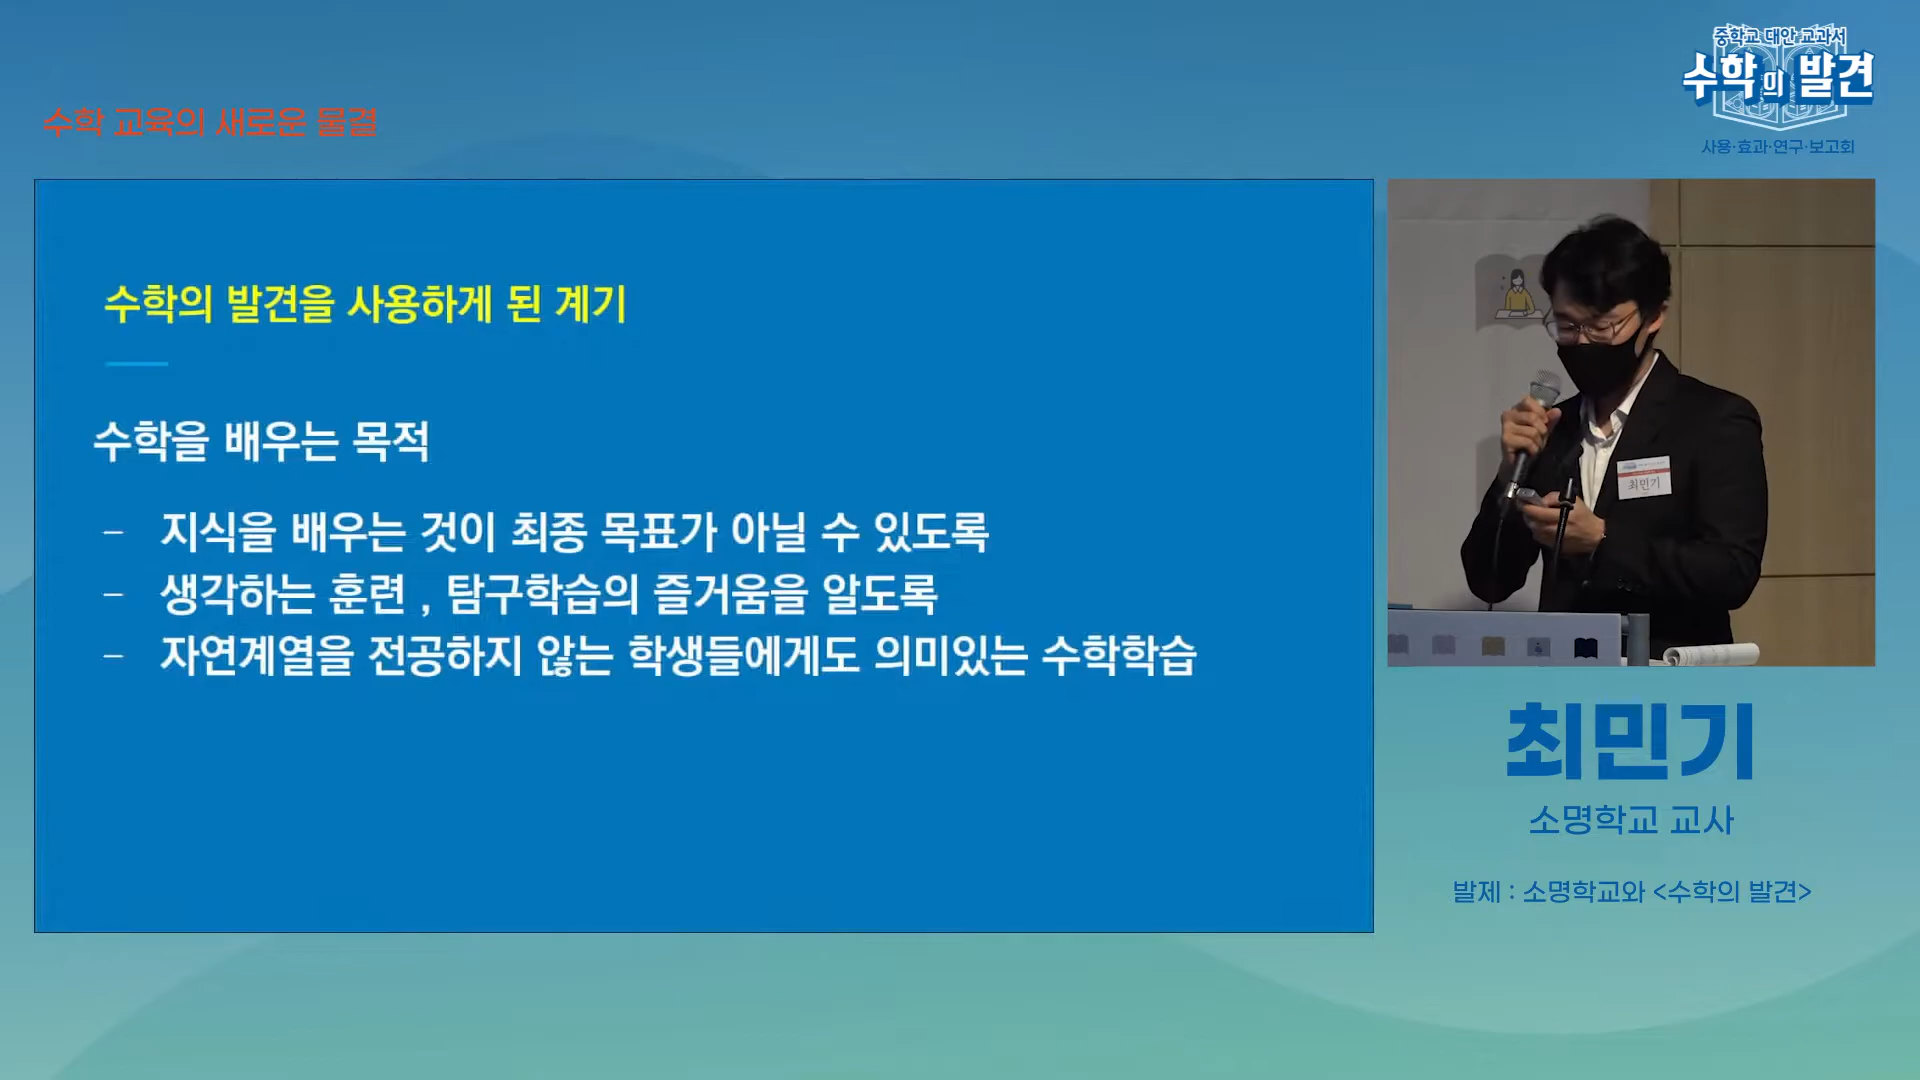 중학교 대안 교과서
수학의 발견
사용·효과·연구·보고회
수학 교육의 새로운 물결
수학의 발견을 사용하게 된 계기
수학을 배우는 목적
- 지식을 배우는 것이 최종 목표가 아닐 수 있도록
- 생각하는 훈련 , 탐구학습의 즐거움을 알도록
- 자연계열을 전공하지 않는 학생들에게도 의미있는 수학학습
최민기
최민기
소명학교 교사
발제 : 소명학교와 <수학의 발견>